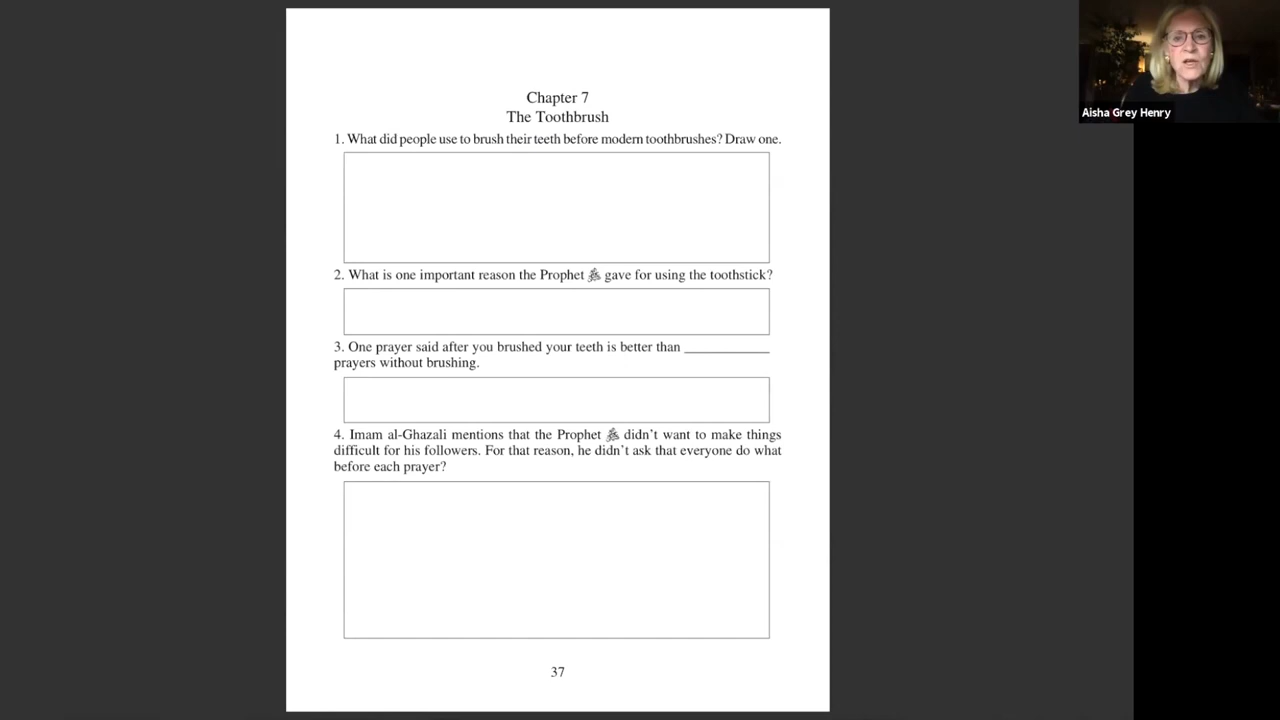 Chapter 7
The Toothbrush
1. What did people use to brush their teeth before modern toothbrushes? Draw one.
2. What is one important reason the Prophet ﷺ gave for using the toothstick?
3. One prayer said after you brushed your teeth is better than ____________
prayers without brushing.
4. Imam al-Ghazali mentions that the Prophet ﷺ didn’t want to make things
difficult for his followers. For that reason, he didn’t ask that everyone do what
before each prayer?
37
Aisha Grey Henry